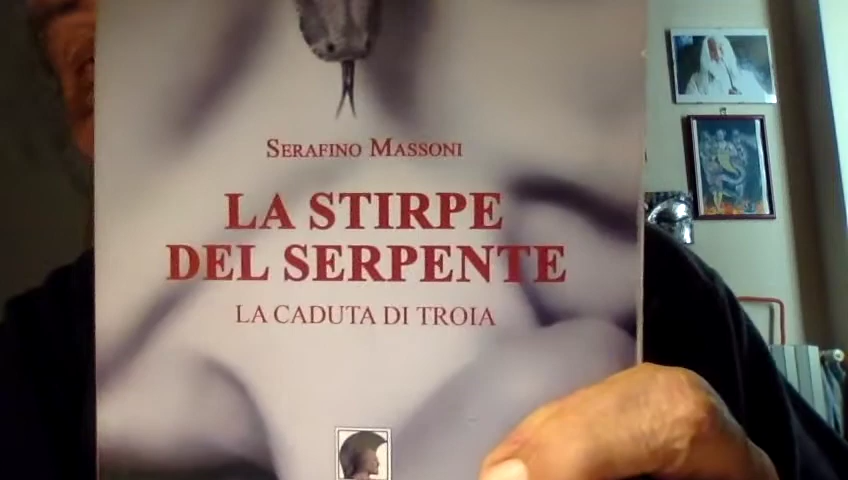 SERAFINO MASSONI
LA STIRPE
DEL SERPENTE
LA CADUTA DI TROIA